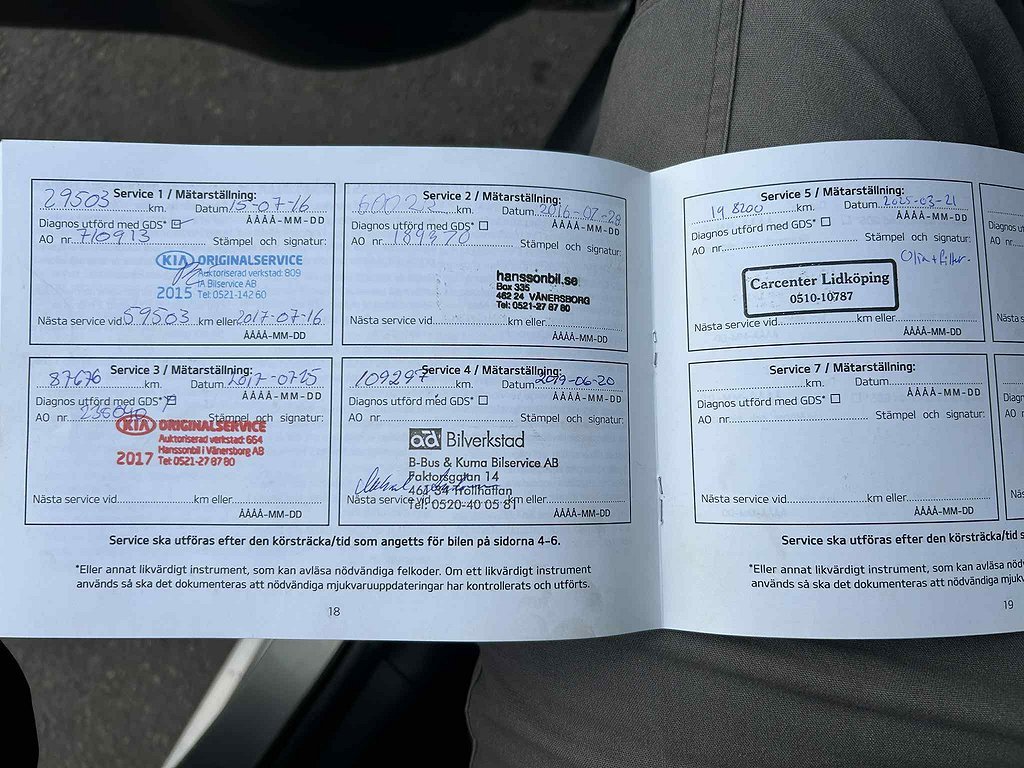 Service 1 / Mätarställning:
29503 km. Datum 15-07-16
ÅÅÅÅ-MM-DD
Diagnos utförd med GDS*
AO nr. 710913 Stämpel och signatur:
KIA ORIGINALSERVICE
Auktoriserad verkstad: 809
IA Bilservice AB
2015 Tel: 0521-142 60
Nästa service vid 59503 km eller 2017-07-16
ÅÅÅÅ-MM-DD
Service 2 / Mätarställning:
km. Datum 2016-07-28
ÅÅÅÅ-MM-DD
Diagnos utförd med GDS*
AO nr. Stämpel och signatur:
hanssonbil.se
Box 335
462 24 VÄNERSBORG
Tel: 0521-27 87 80
Nästa service vid km eller
ÅÅÅÅ-MM-DD
Service 3 / Mätarställning:
87676 km. Datum 2017-07-25
ÅÅÅÅ-MM-DD
Diagnos utförd med GDS*
AO nr. Stämpel och signatur:
KIA ORIGINALSERVICE
Auktoriserad verkstad: 664
Hanssonbil i Vänersborg AB
2017 Tel: 0521-27 87 80
Nästa service vid km eller
ÅÅÅÅ-MM-DD
Service 4 / Mätarställning:
109297 km. Datum 2019-06-20
ÅÅÅÅ-MM-DD
Diagnos utförd med GDS*
AO nr. Stämpel och signatur:
ad Bilverkstad
B-Bus & Kuma Bilservice AB
Faktorsgatan 14
461 34 Trollhättan
Nästa service vid km eller
Tel: 0520-40 05 81
ÅÅÅÅ-MM-DD
Service ska utföras efter den körsträcka/tid som angetts för bilen på sidorna 4-6.
*Eller annat likvärdigt instrument, som kan avläsa nödvändiga felkoder. Om ett likvärdigt instrument
används så ska det dokumenteras att nödvändiga mjukvaruuppdateringar har kontrollerats och utförts.
18
Service 5 / Mätarställning:
198200 km. Datum 2025-03-21
ÅÅÅÅ-MM-DD
Diagnos utförd med GDS*
AO nr. Stämpel och signatur:
Olja + filter.
Carcenter Lidköping
0510-10787
Nästa service vid km eller
ÅÅÅÅ-MM-DD
Service 7 / Mätarställning:
km. Datum
ÅÅÅÅ-MM-DD
Diagnos utförd med GDS*
AO nr. Stämpel och signatur:
Nästa service vid km eller
ÅÅÅÅ-MM-DD
Service ska utföras efter den körsträcka/tid s
*Eller annat likvärdigt instrument, som kan avläsa nödv
används så ska det dokumenteras att nödvändiga mjukv
19